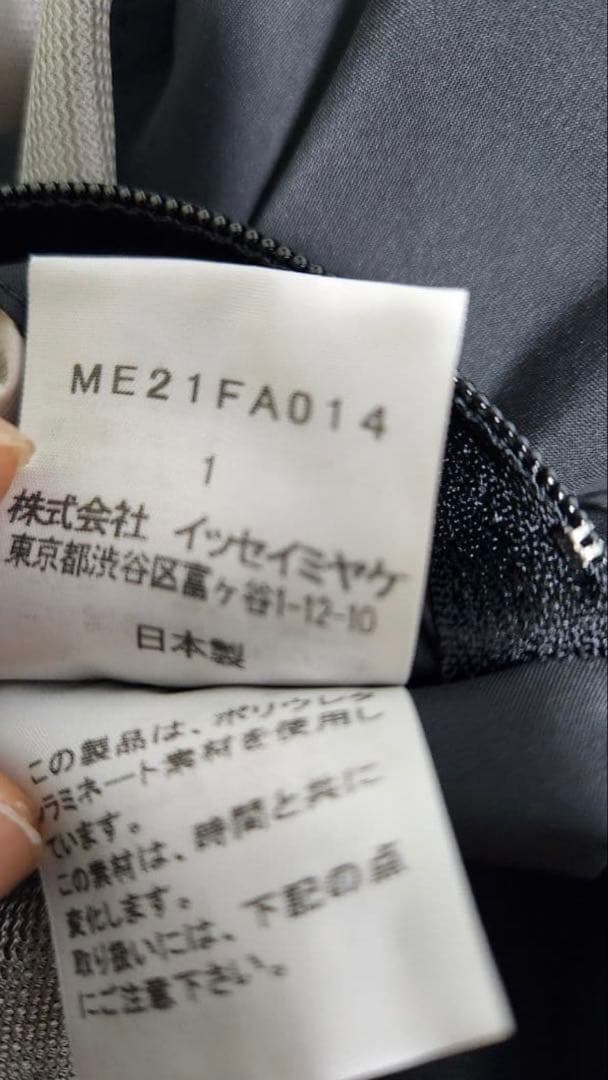 ME21FA014
1
株式会社 イッセイミヤケ
東京都渋谷区富ヶ谷1-12-10
日本製
この製品は、ポリウレタ
ンラミネート素材を使用し
ています。
この素材は、時間と共に
変化します。
取り扱いには、下記の点
にご注意下さい。